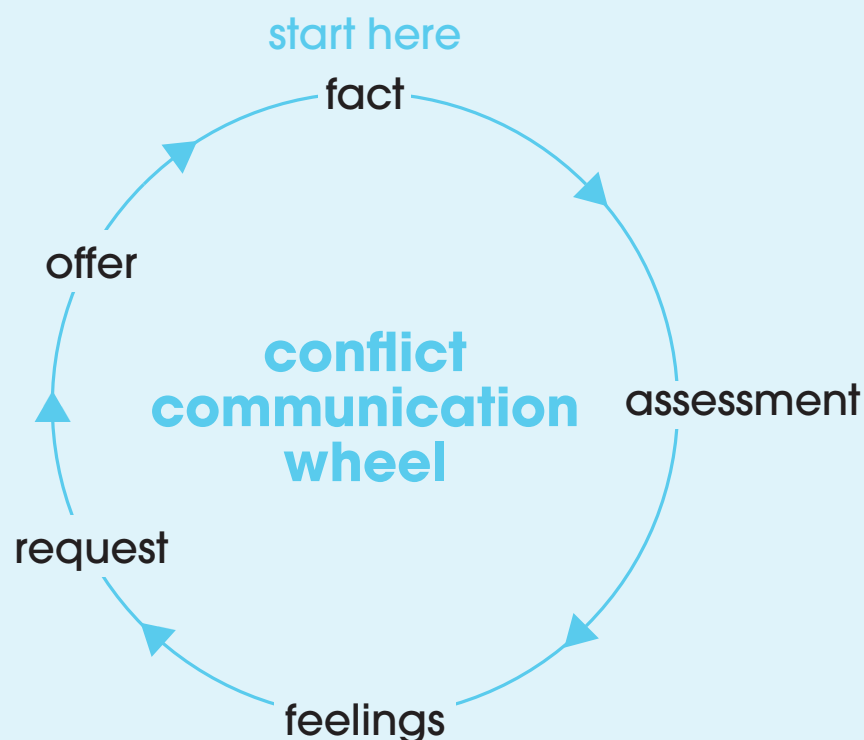 start here
fact
offer
conflict
communication
wheel
assessment
request
feelings